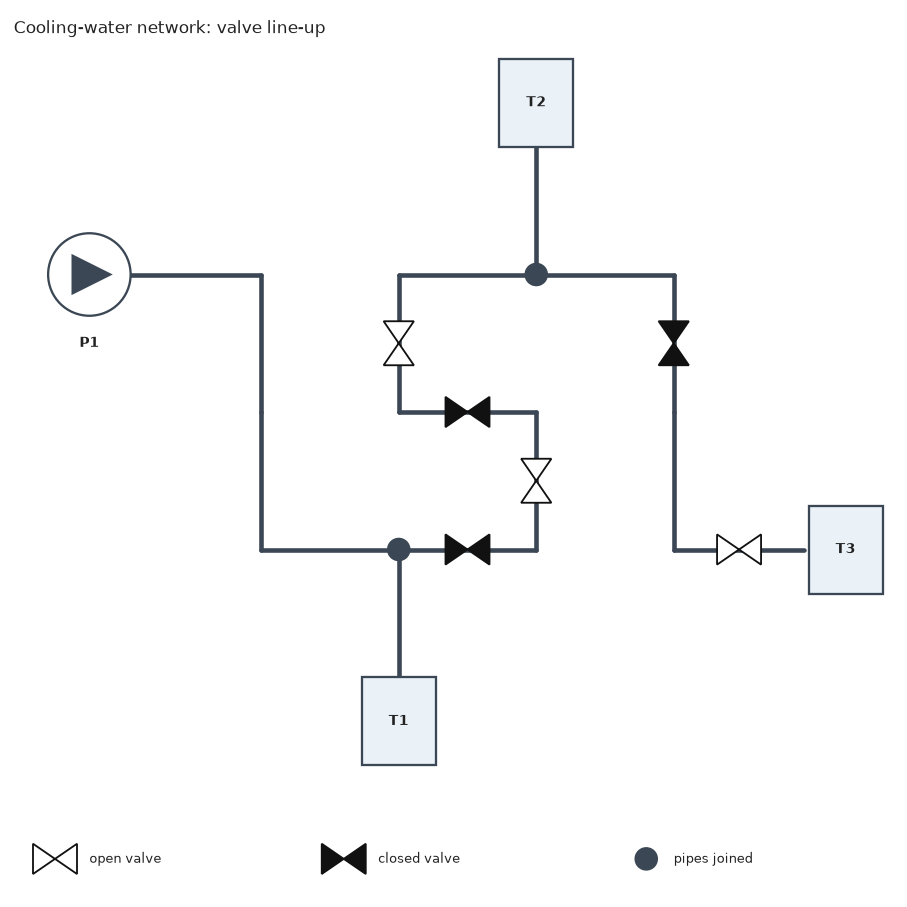 Cooling-water network: valve line-up
T2
P1
T3
T1
open valve
closed valve
pipes joined